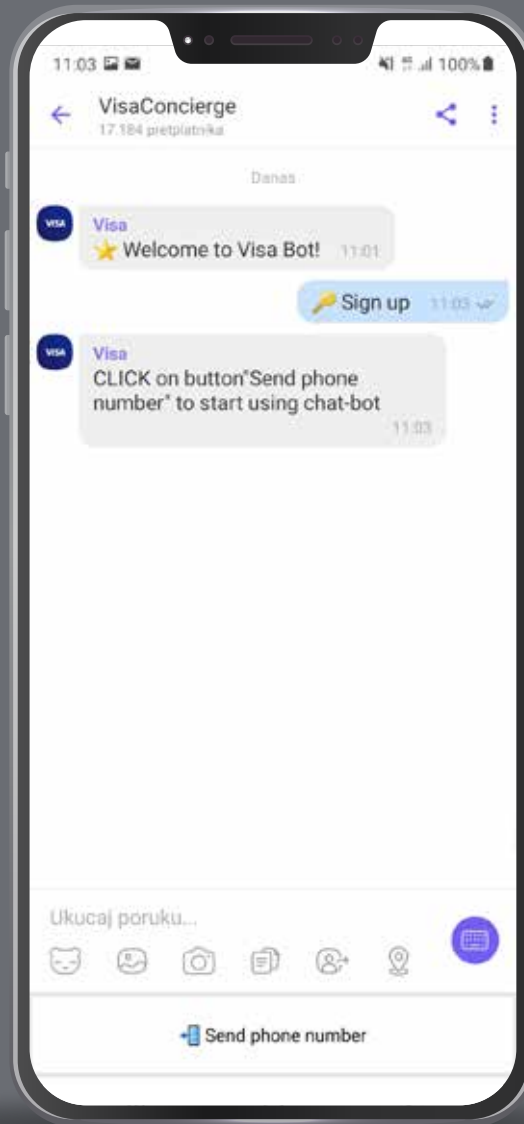 11:03
100%
VisaConcierge
17.184 pretplatnika
Danas
VISA
Visa
Welcome to Visa Bot! 11:01
Sign up 11:03
VISA
Visa
CLICK on button"Send phone
number" to start using chat-bot
11:03
Ukucaj poruku...
Send phone number